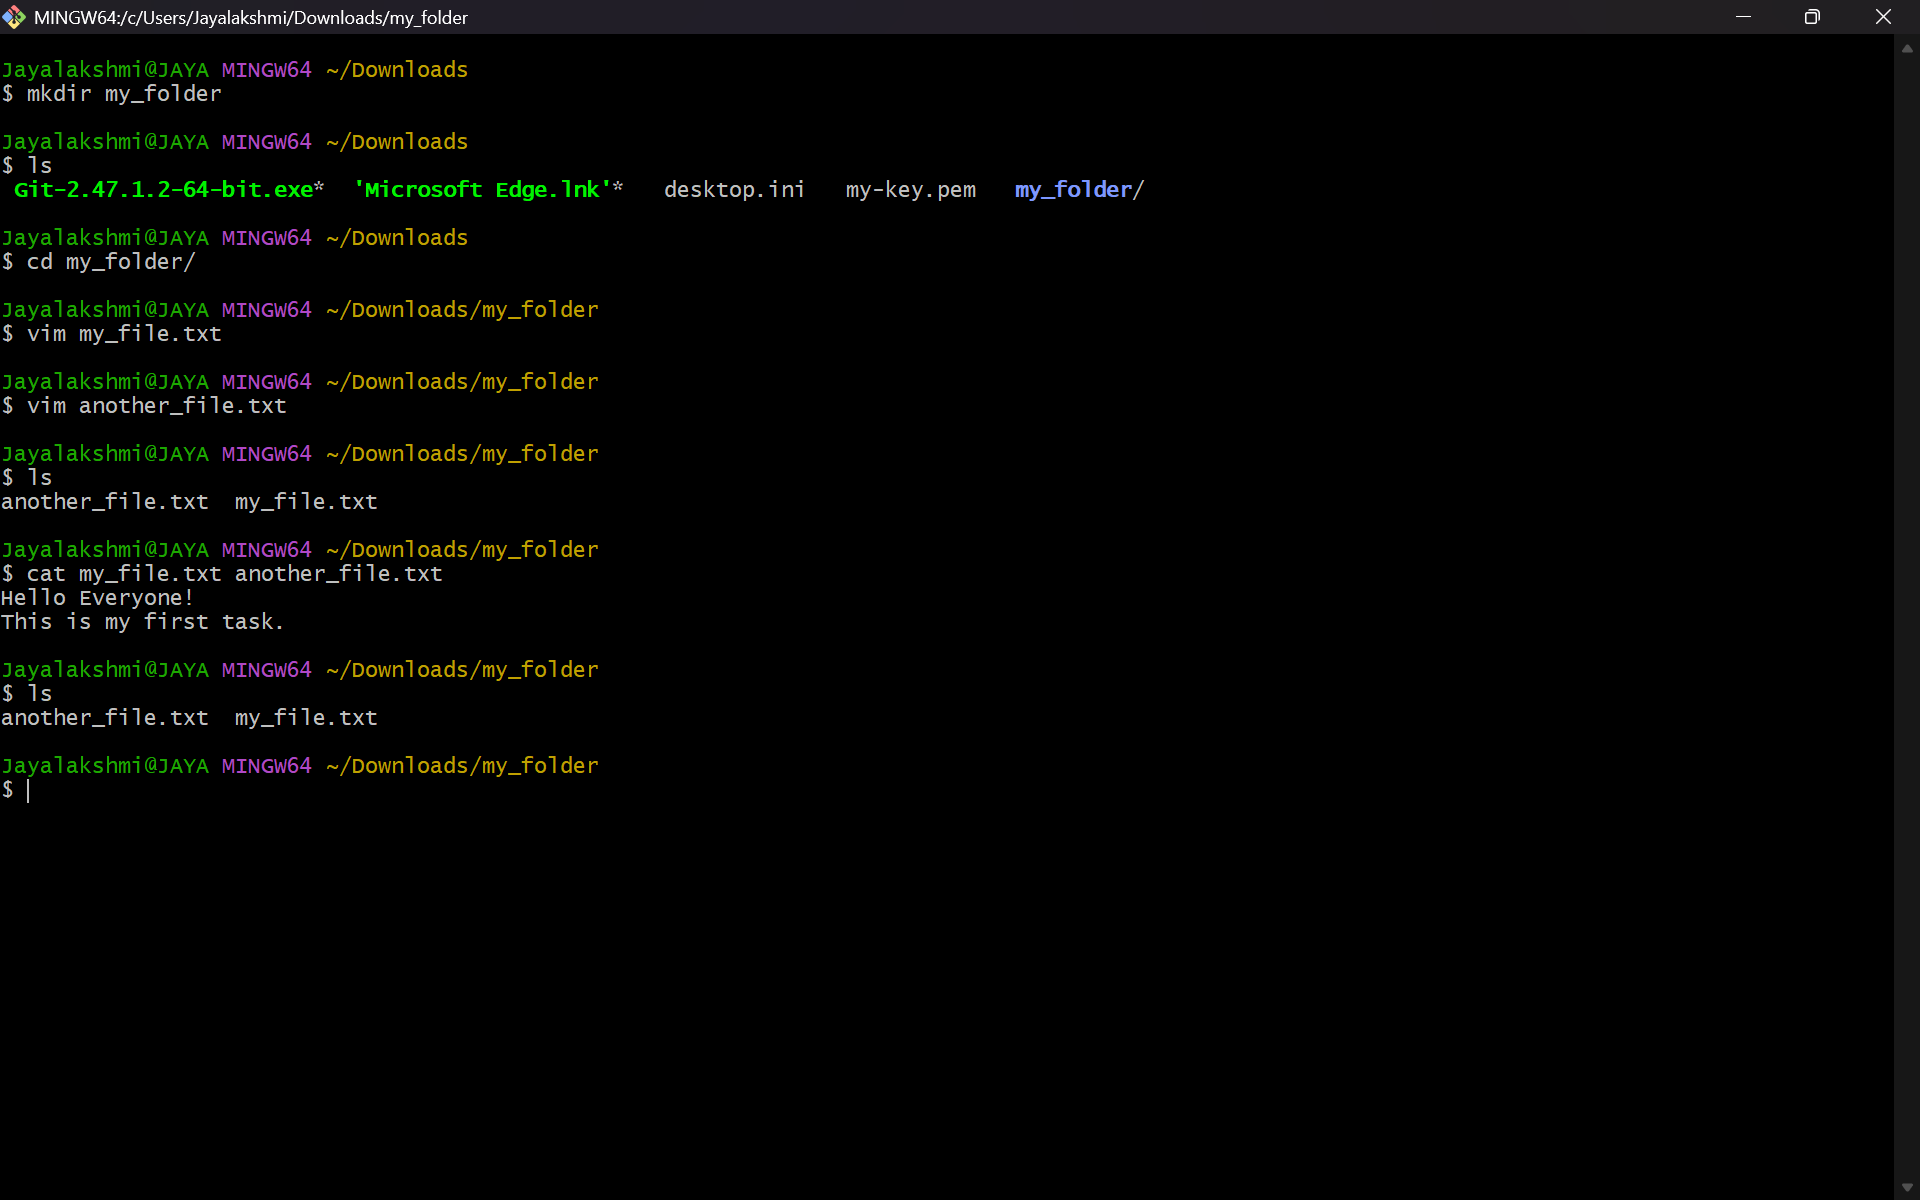 MINGW64:/c/Users/Jayalakshmi/Downloads/my_folder
Jayalakshmi@JAYA MINGW64 ~/Downloads
$ mkdir my_folder
Jayalakshmi@JAYA MINGW64 ~/Downloads
$ ls
Git-2.47.1.2-64-bit.exe* 'Microsoft Edge.lnk'* desktop.ini my-key.pem my_folder/
Jayalakshmi@JAYA MINGW64 ~/Downloads
$ cd my_folder/
Jayalakshmi@JAYA MINGW64 ~/Downloads/my_folder
$ vim my_file.txt
Jayalakshmi@JAYA MINGW64 ~/Downloads/my_folder
$ vim another_file.txt
Jayalakshmi@JAYA MINGW64 ~/Downloads/my_folder
$ ls
another_file.txt my_file.txt
Jayalakshmi@JAYA MINGW64 ~/Downloads/my_folder
$ cat my_file.txt another_file.txt
Hello Everyone!
This is my first task.
Jayalakshmi@JAYA MINGW64 ~/Downloads/my_folder
$ ls
another_file.txt my_file.txt
Jayalakshmi@JAYA MINGW64 ~/Downloads/my_folder
$